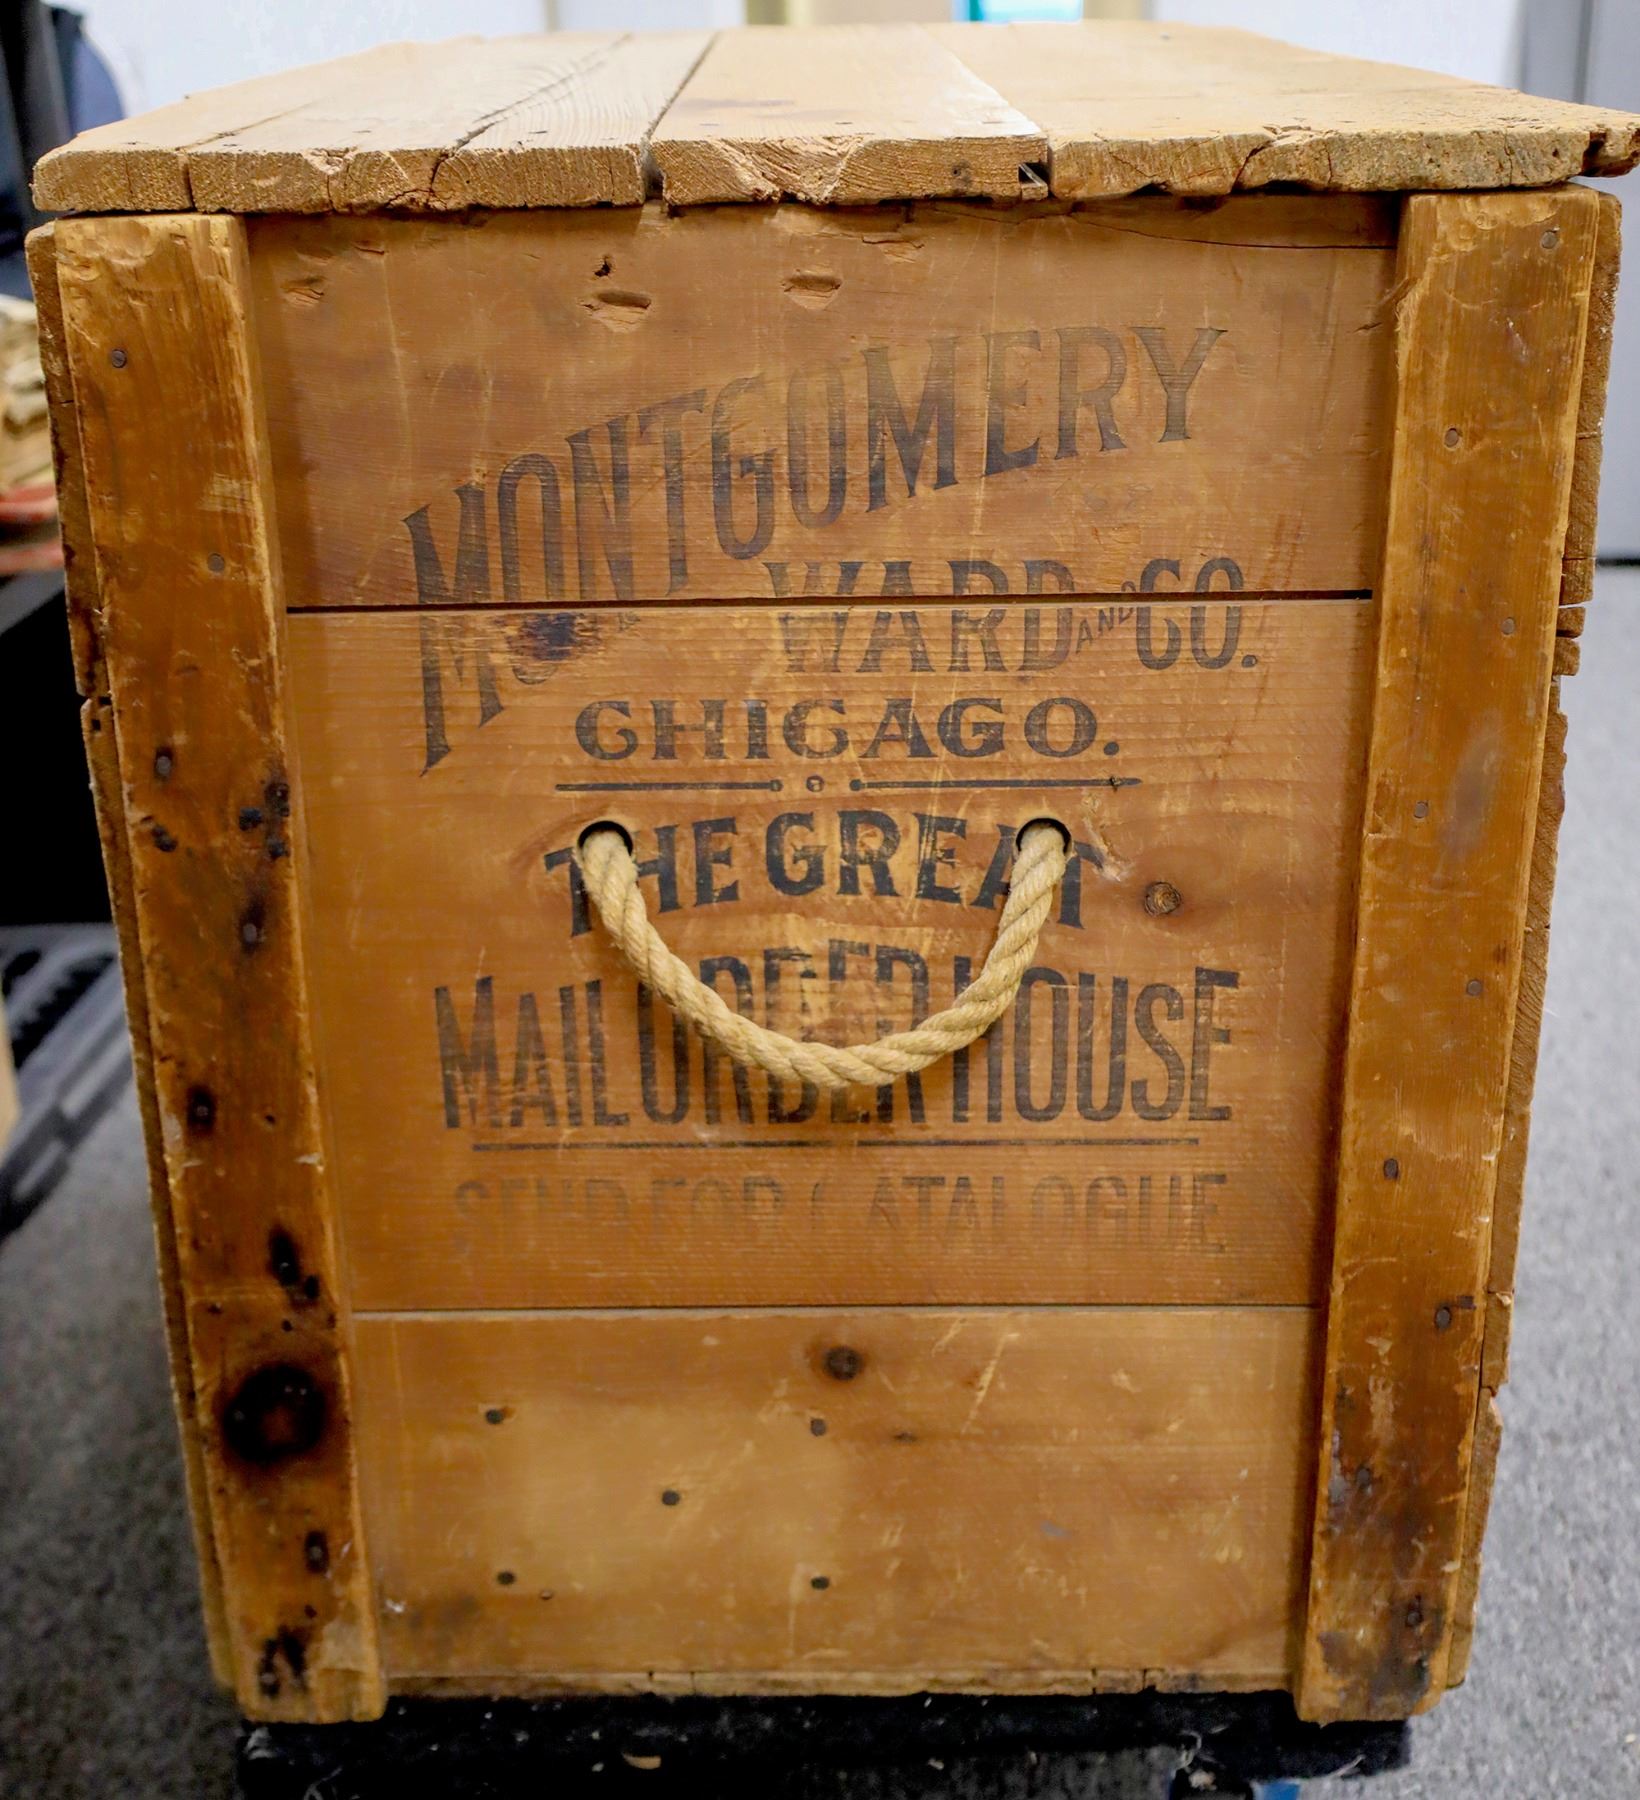 MONTGOMERY
WARD AND CO.
CHICAGO.
THE GREAT
MAIL ORDER HOUSE
SEND FOR CATALOGUE